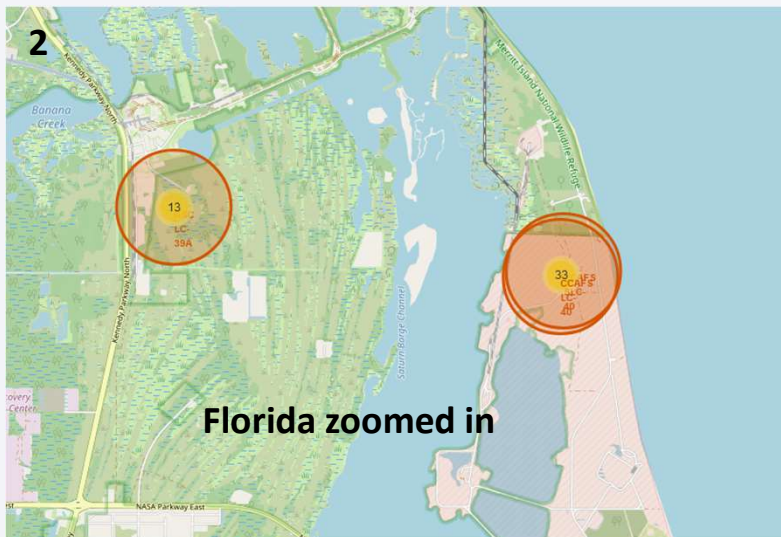 2
Kennedy Parkway North
Merritt Island National Wildlife Refuge
Banana
Creek
13
LC-
39A
Kennedy Parkway North
33
CCAFS
LC-
40
Saturn Barge Channel
Florida zoomed in
Center
NASA Parkway East